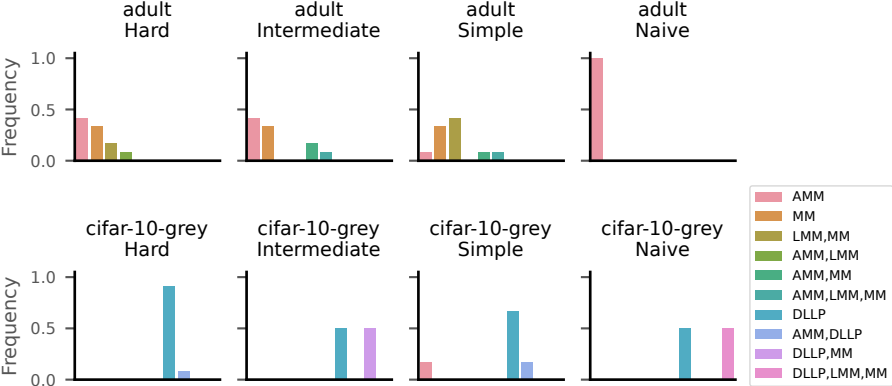 adult
Hard
adult
Intermediate
adult
Simple
adult
Naive
Frequency
1.0
0.5
0.0
cifar-10-grey
Hard
cifar-10-grey
Intermediate
cifar-10-grey
Simple
cifar-10-grey
Naive
Frequency
1.0
0.5
0.0
AMM
MM
LMM,MM
AMM,LMM
AMM,MM
AMM,LMM,MM
DLLP
AMM,DLLP
DLLP,MM
DLLP,LMM,MM